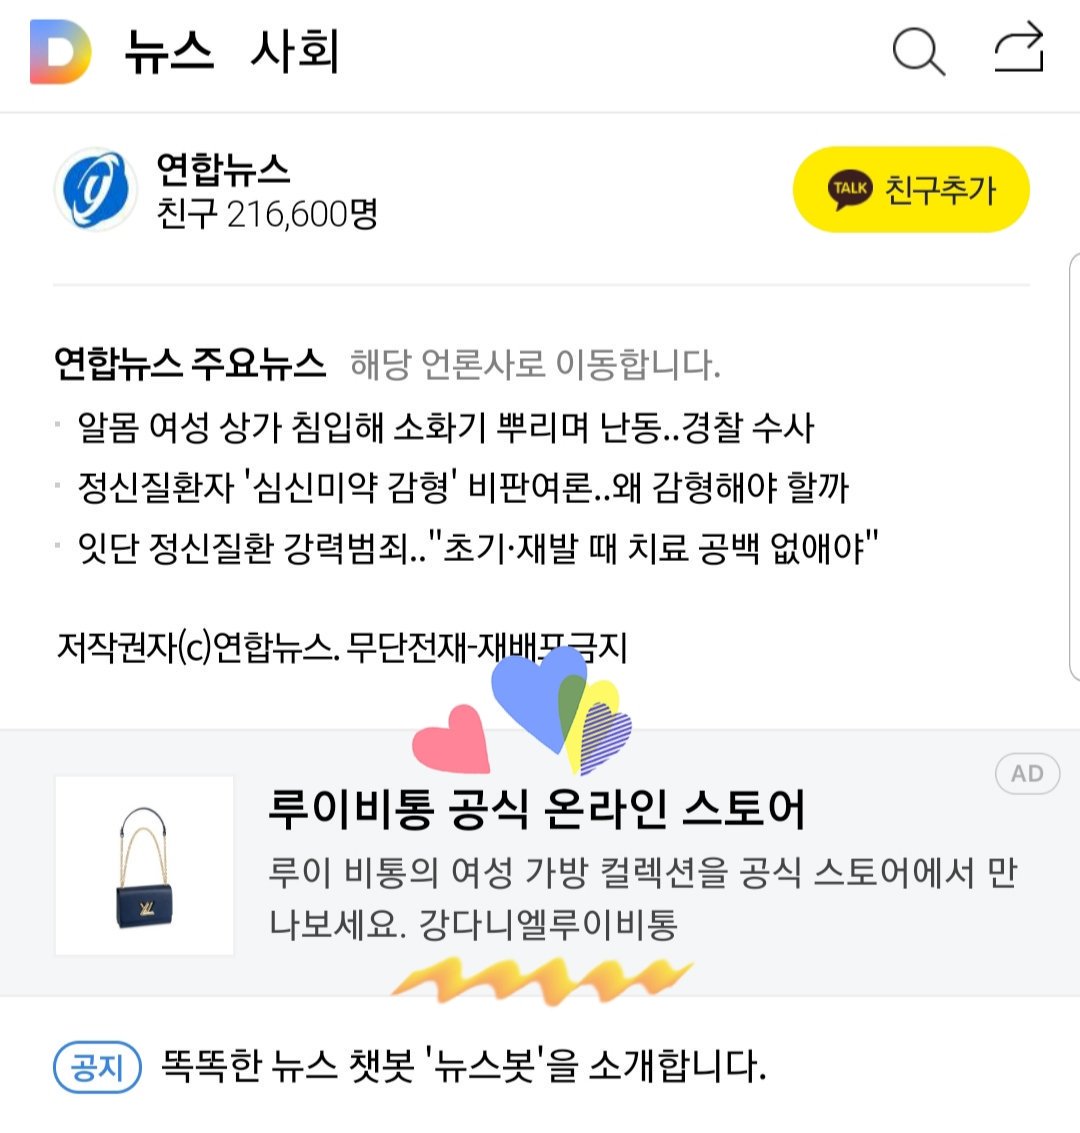 D 뉴스 사회
연합뉴스
친구 216,600명
TALK 친구추가
연합뉴스 주요뉴스 해당 언론사로 이동합니다.
· 알몸 여성 상가 침입해 소화기 뿌리며 난동..경찰 수사
· 정신질환자 '심신미약 감형' 비판여론..왜 감형해야 할까
· 잇단 정신질환 강력범죄.."초기·재발 때 치료 공백 없애야"
저작권자(c)연합뉴스. 무단전재-재배포금지
AD
루이비통 공식 온라인 스토어
루이 비통의 여성 가방 컬렉션을 공식 스토어에서 만
나보세요. 강다니엘루이비통
공지 똑똑한 뉴스 챗봇 '뉴스봇'을 소개합니다.